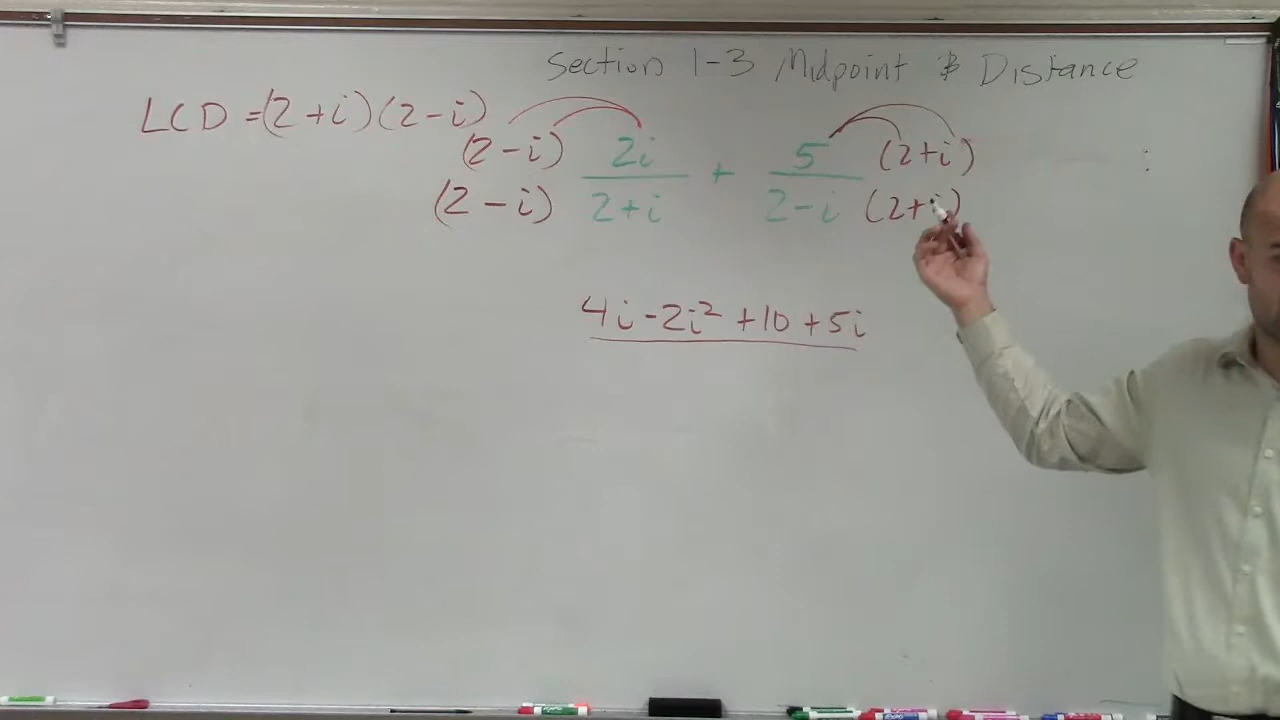 Section 1-3 Midpoint & Distance
LCD =(2+i)(2-i)
(2-i) 2i + 5 (2+i)
(2-i) 2+i 2-i (2+i)
4i-2i²+10+5i